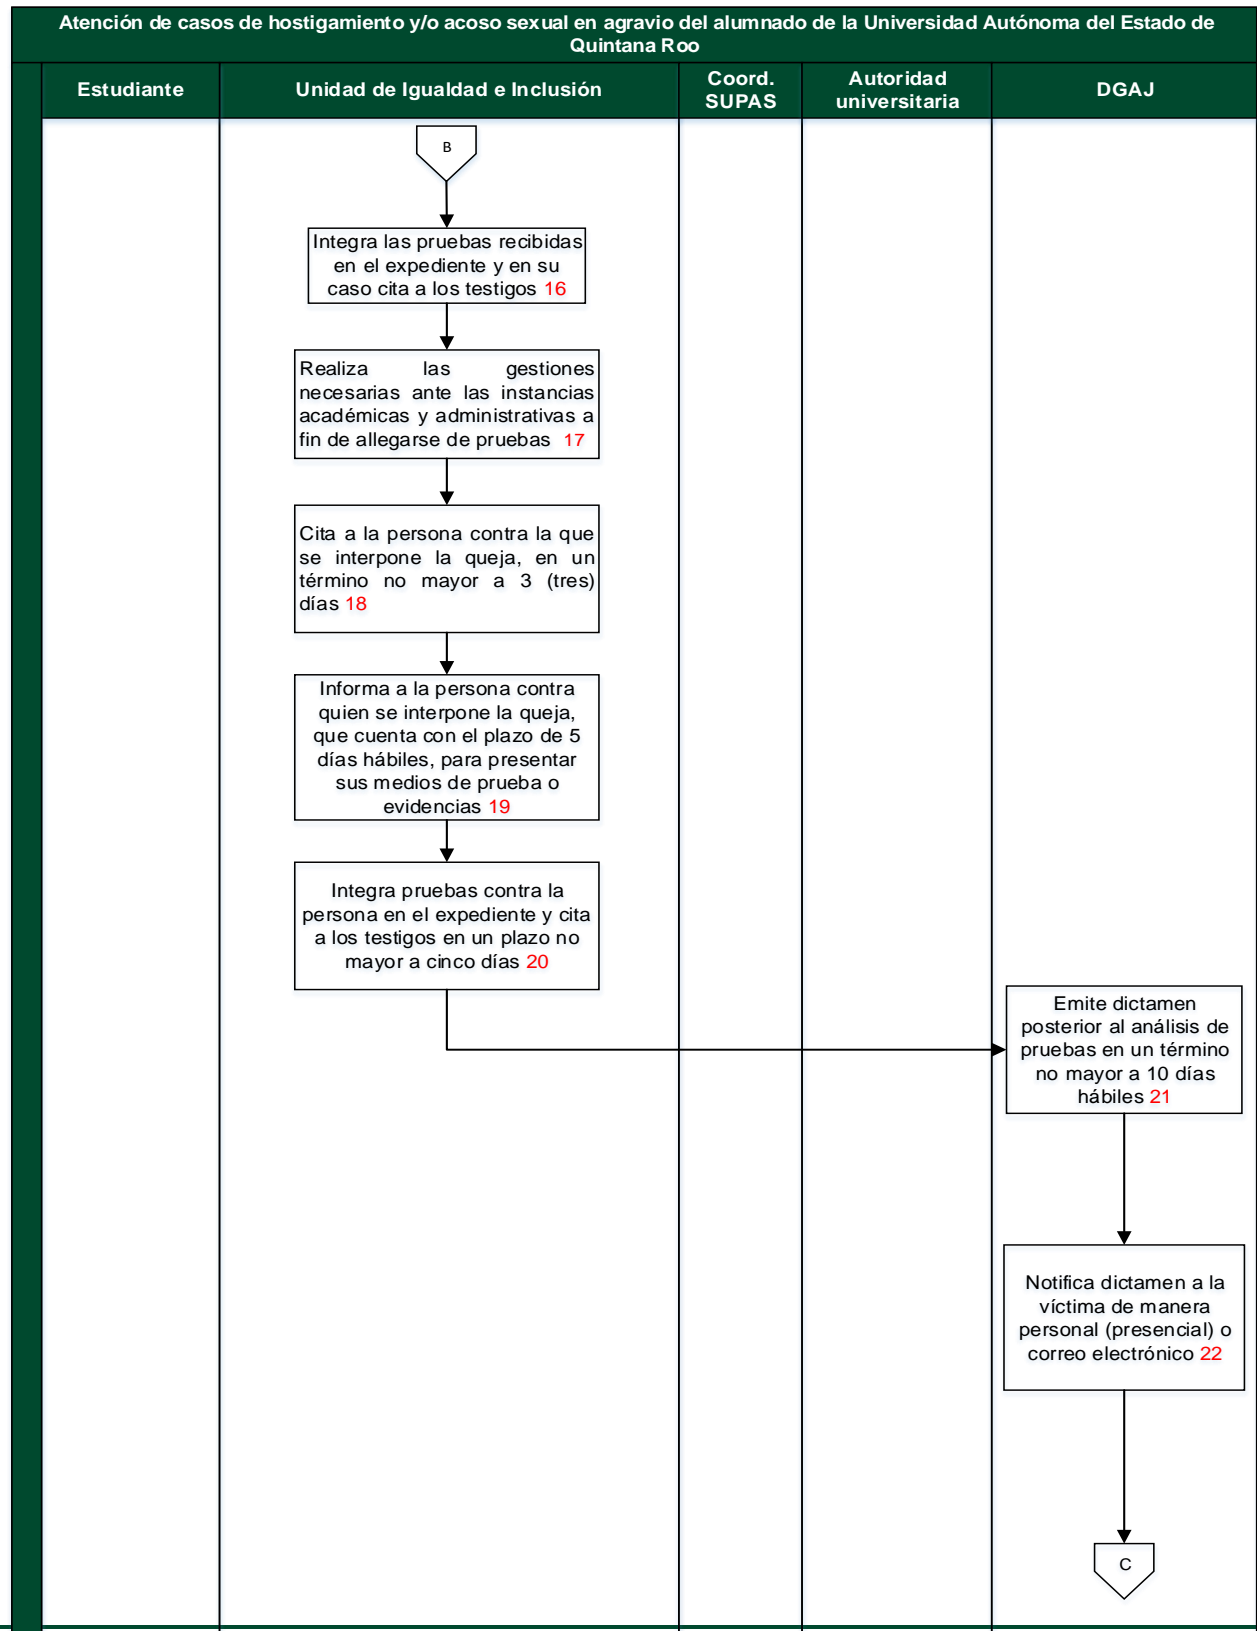 Atención de casos de hostigamiento y/o acoso sexual en agravio del alumnado de la Universidad Autónoma del Estado de
Quintana Roo
Estudiante
Unidad de Igualdad e Inclusión
Coord.
SUPAS
Autoridad
universitaria
DGAJ
B
Integra las pruebas recibidas
en el expediente y en su
caso cita a los testigos 16
Realiza las gestiones
necesarias ante las instancias
académicas y administrativas a
fin de allegarse de pruebas 17
Cita a la persona contra la que
se interpone la queja, en un
término no mayor a 3 (tres)
días 18
Informa a la persona contra
quien se interpone la queja,
que cuenta con el plazo de 5
días hábiles, para presentar
sus medios de prueba o
evidencias 19
Integra pruebas contra la
persona en el expediente y cita
a los testigos en un plazo no
mayor a cinco días 20
Emite dictamen
posterior al análisis de
pruebas en un término
no mayor a 10 días
hábiles 21
Notifica dictamen a la
víctima de manera
personal (presencial) o
correo electrónico 22
C